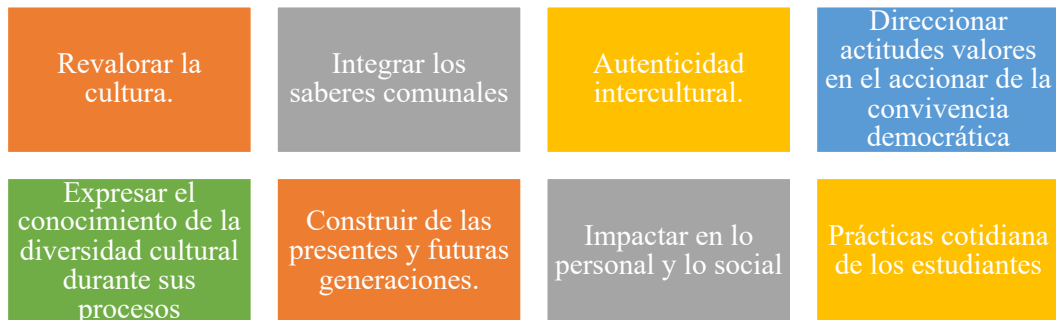 Revalorar la
cultura.
Integrar los
saberes comunales
Autenticidad
intercultural.
Direccionar
actitudes valores
en el accionar de la
convivencia
democrática
Expresar el
conocimiento de la
diversidad cultural
durante sus
procesos
Construir de las
presentes y futuras
generaciones.
Impactar en lo
personal y lo social
Prácticas cotidiana
de los estudiantes